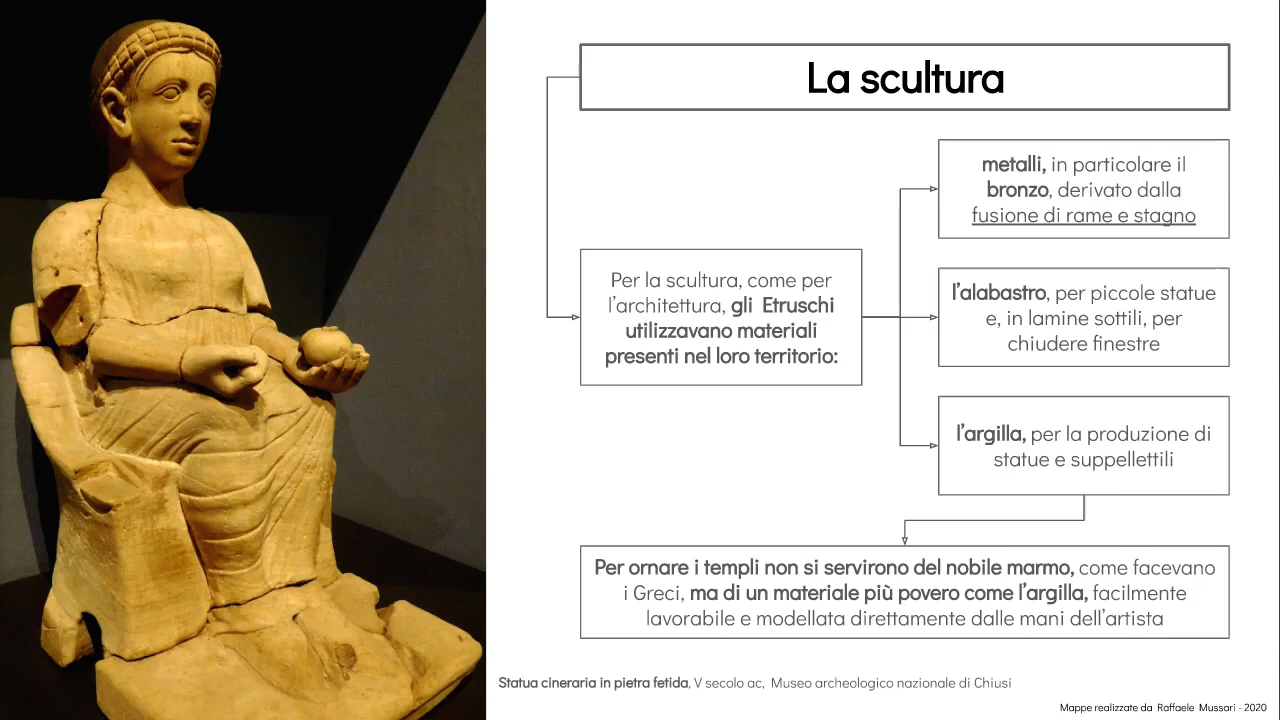 La scultura
metalli, in particolare il
bronzo, derivato dalla
fusione di rame e stagno
Per la scultura, come per
l'architettura, gli Etruschi
utilizzavano materiali
presenti nel loro territorio:
l'alabastro, per piccole statue
e, in lamine sottili, per
chiudere finestre
l'argilla, per la produzione di
statue e suppellettili
Per ornare i templi non si servirono del nobile marmo, come facevano
i Greci, ma di un materiale più povero come l'argilla, facilmente
lavorabile e modellata direttamente dalle mani dell'artista
Statua cineraria in pietra fetida, V secolo ac, Museo archeologico nazionale di Chiusi
Mappe realizzate da Raffaele Mussari - 2020